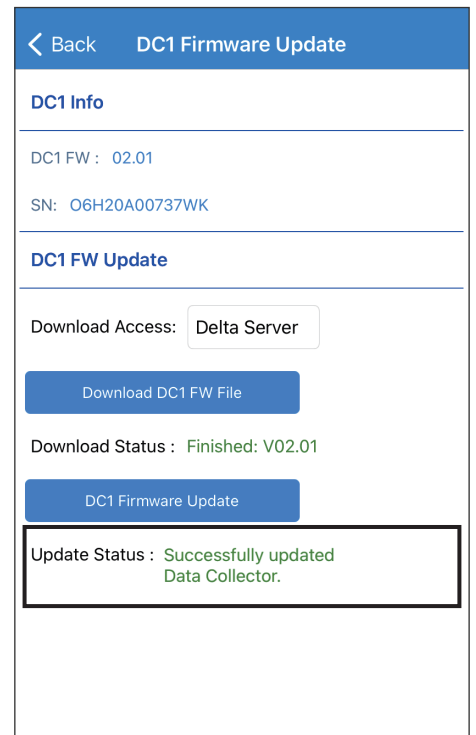 Back DC1 Firmware Update
DC1 Info
DC1 FW : 02.01
SN: O6H20A00737WK
DC1 FW Update
Download Access: Delta Server
Download DC1 FW File
Download Status : Finished: V02.01
DC1 Firmware Update
Update Status : Successfully updated
Data Collector.